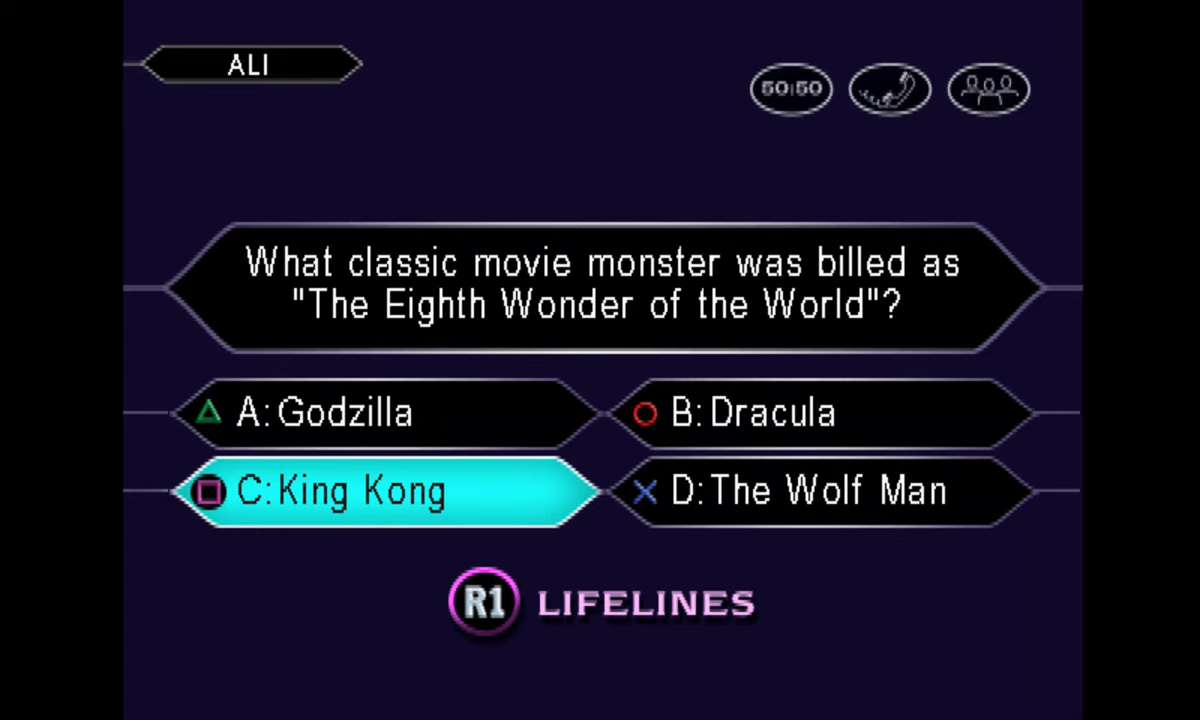 ALI
50:50
What classic movie monster was billed as
"The Eighth Wonder of the World"?
A: Godzilla
B: Dracula
C: King Kong
D: The Wolf Man
R1 LIFELINES